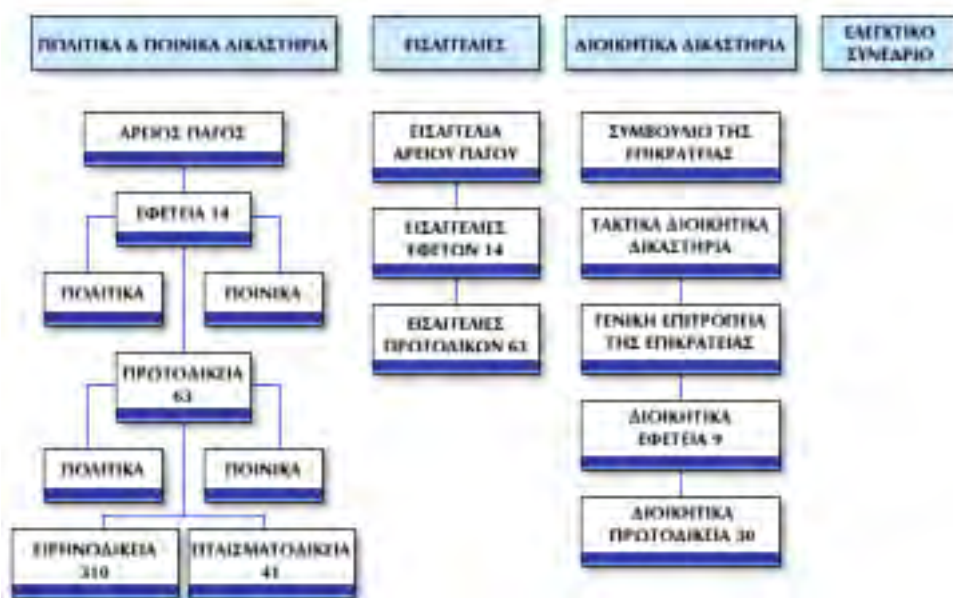 ΠΟΛΙΤΙΚΑ & ΠΟΙΝΙΚΑ ΔΙΚΑΣΤΗΡΙΑ
ΑΡΕΙΟΣ ΠΑΓΟΣ
ΕΦΕΤΕΙΑ 14
ΠΟΛΙΤΙΚΑ
ΠΟΙΝΙΚΑ
ΠΡΩΤΟΔΙΚΕΙΑ
63
ΠΟΛΙΤΙΚΑ
ΠΟΙΝΙΚΑ
ΕΙΡΗΝΟΔΙΚΕΙΑ
310
ΠΤΑΙΣΜΑΤΟΔΙΚΕΙΑ
41
ΕΙΣΑΓΓΕΛΙΕΣ
ΕΙΣΑΓΓΕΛΙΑ
ΑΡΕΙΟΥ ΠΑΓΟΥ
ΕΙΣΑΓΓΕΛΙΕΣ
ΕΦΕΤΩΝ 14
ΕΙΣΑΓΓΕΛΙΕΣ
ΠΡΩΤΟΔΙΚΩΝ 63
ΔΙΟΙΚΗΤΙΚΑ ΔΙΚΑΣΤΗΡΙΑ
ΣΥΜΒΟΥΛΙΟ ΤΗΣ
ΕΠΙΚΡΑΤΕΙΑΣ
ΤΑΚΤΙΚΑ ΔΙΟΙΚΗΤΙΚΑ
ΔΙΚΑΣΤΗΡΙΑ
ΓΕΝΙΚΗ ΕΠΙΤΡΟΠΕΙΑ
ΤΗΣ ΕΠΙΚΡΑΤΕΙΑΣ
ΔΙΟΙΚΗΤΙΚΑ
ΕΦΕΤΕΙΑ 9
ΔΙΟΙΚΗΤΙΚΑ
ΠΡΩΤΟΔΙΚΕΙΑ 30
ΕΛΕΓΚΤΙΚΟ
ΣΥΝΕΔΡΙΟ